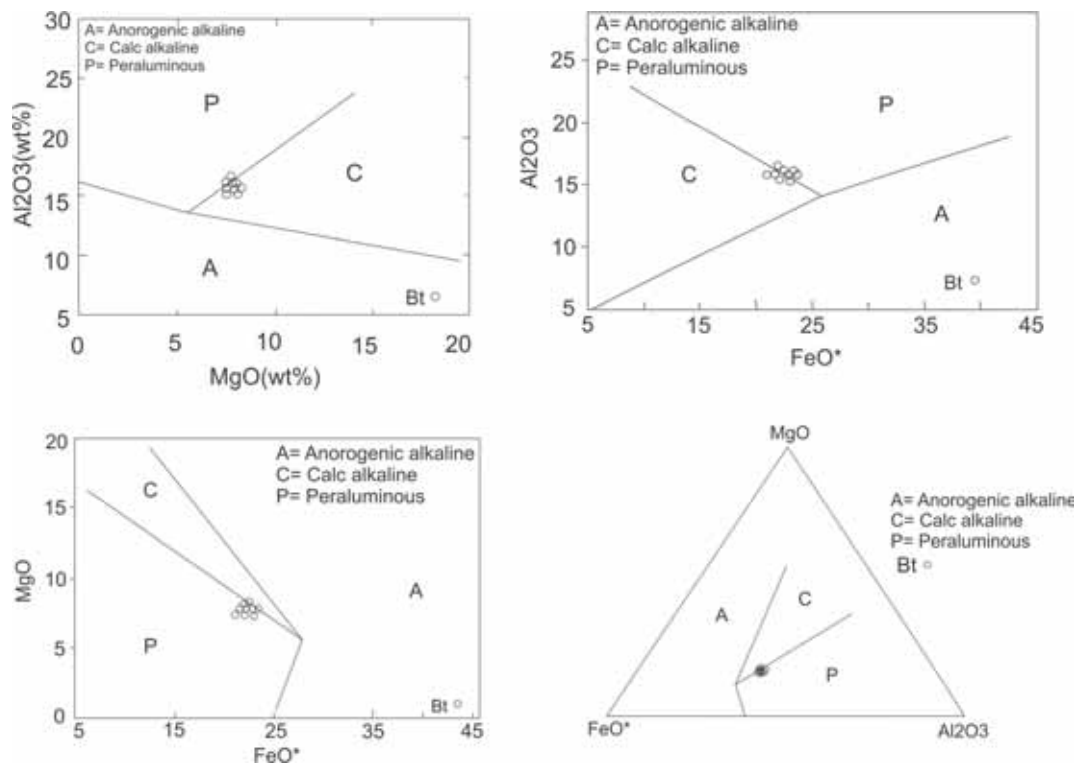 30
25
20
15
10
5
Al2O3(wt%)
A= Anorogenic alkaline
C= Calc alkaline
P= Peraluminous
P
C
A
Bt
0
5
10
15
20
MgO(wt%)
25
20
15
10
5
Al2O3
A= Anorogenic alkaline
C= Calc alkaline
P= Peraluminous
P
C
A
Bt
5
25
35
45
FeO*
20
15
10
5
0
MgO
A= Anorogenic alkaline
C= Calc alkaline
P= Peraluminous
C
A
P
Bt
5
15
25
35
45
FeO*
MgO
A= Anorogenic alkaline
C= Calc alkaline
P= Peraluminous
Bt
A
C
P
FeO*
Al2O3